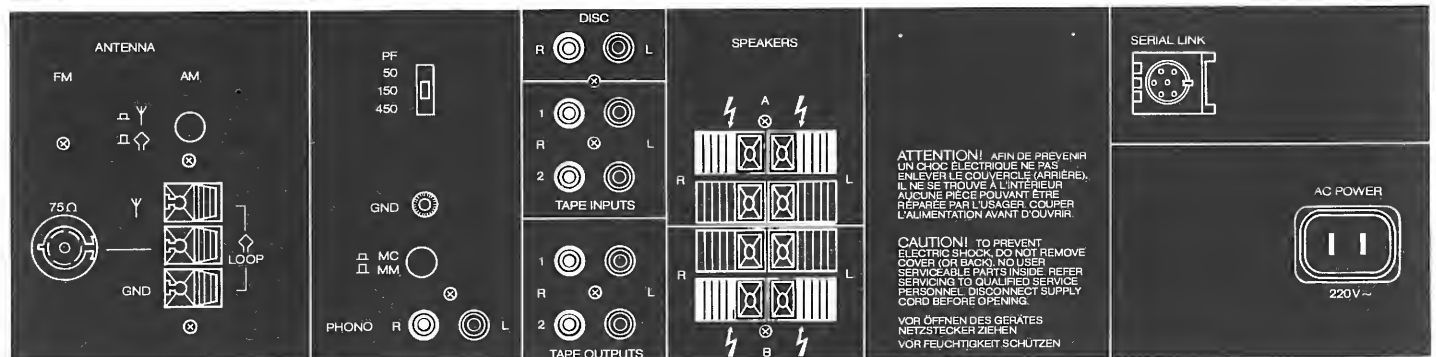 ANTENNA
FM
AM
75Ω
LOOP
GND
PF
50
150
450
GND
MC
MM
PHONO R L
DISC
R L
1
R L
2
TAPE INPUTS
1
R L
2
TAPE OUTPUTS
SPEAKERS
A
R L
R L
B
ATTENTION! AFIN DE PRÉVENIR
UN CHOC ÉLECTRIQUE NE PAS
ENLEVER LE COUVERCLE (ARRIÈRE).
IL NE SE TROUVE À L'INTÉRIEUR
AUCUNE PIÈCE POUVANT ÊTRE
RÉPARÉE PAR L'USAGER. COUPER
L'ALIMENTATION AVANT D'OUVRIR.
CAUTION! TO PREVENT
ELECTRIC SHOCK, DO NOT REMOVE
COVER (OR BACK). NO USER
SERVICEABLE PARTS INSIDE. REFER
SERVICING TO QUALIFIED SERVICE
PERSONNEL. DISCONNECT SUPPLY
CORD BEFORE OPENING.
VOR ÖFFNEN DES GERÄTES
NETZSTECKER ZIEHEN
VOR FEUCHTIGKEIT SCHÜTZEN
SERIAL LINK
AC POWER
220V~